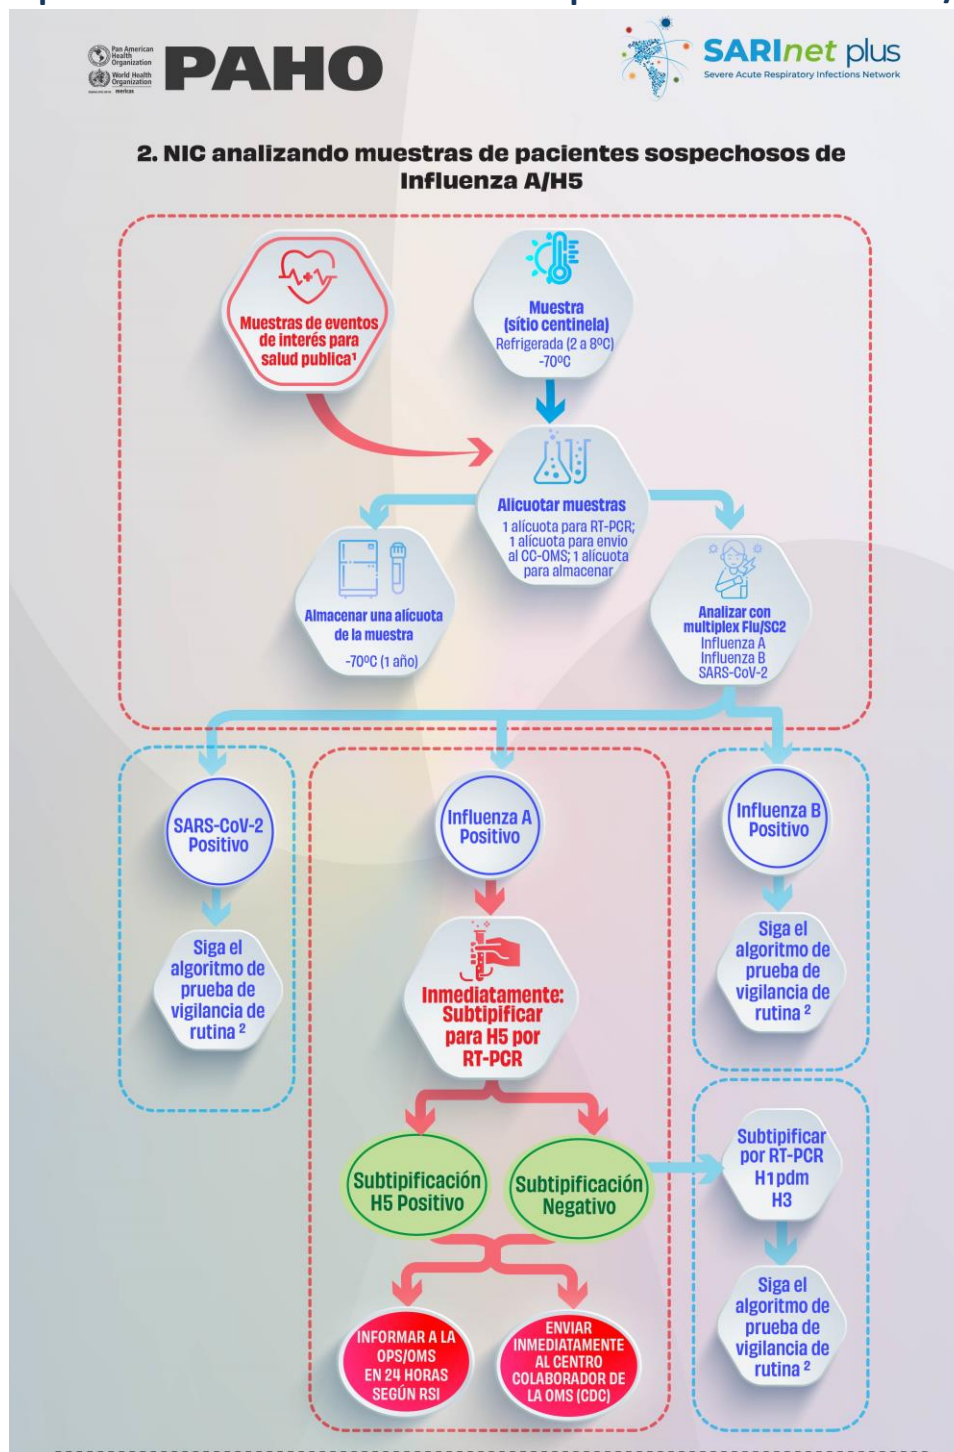 Pan American
Health
Organization
World Health
Organization
PAHO
SARInet plus
Severe Acute Respiratory Infections Network
2. NIC analizando muestras de pacientes sospechosos de
Influenza A/H5
Muestras de eventos
de interés para
salud publica¹
Muestra
(sítio centinela)
Refrigerada (2 a 8ºC)
-70ºC
Alicuotar muestras
1 alícuota para RT-PCR;
1 alícuota para envio
al CC-OMS; 1 alícuota
para almacenar
Almacenar una alícuota
de la muestra
-70ºC (1 año)
Analizar con
multiplex Flu/SC2
Influenza A
Influenza B
SARS-CoV-2
SARS-CoV-2
Positivo
Influenza A
Positivo
Influenza B
Positivo
Siga el
algoritmo de
prueba de
vigilancia de
rutina ²
Inmediatamente:
Subtipificar
para H5 por
RT-PCR
Siga el
algoritmo de
prueba de
vigilancia de
rutina ²
Subtipificación
H5 Positivo
Subtipificación
Negativo
Subtipificar
por RT-PCR
H1pdm
H3
INFORMAR A LA
OPS/OMS
EN 24 HORAS
SEGÚN RSI
ENVIAR
INMEDIATAMENTE
AL CENTRO
COLABORADOR DE
LA OMS (CDC)
Siga el
algoritmo de
prueba de
vigilancia de
rutina ²